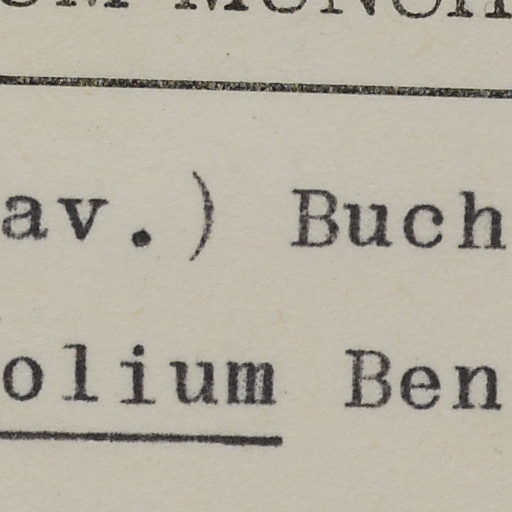 av.) Buch
olium Ben